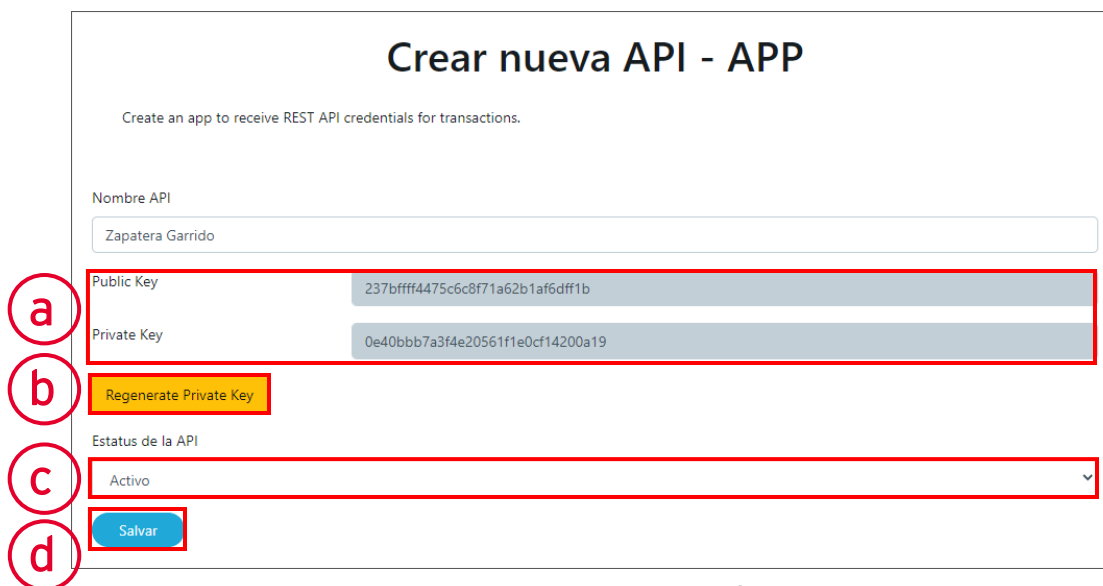 Crear nueva API - APP
Create an app to receive REST API credentials for transactions.
Nombre API
Zapatera Garrido
a
Public Key 237bffff4475c6c8f71a62b1af6dff1b
Private Key 0e40bbb7a3f4e20561f1e0cf14200a19
b
Regenerate Private Key
Estatus de la API
c
Activo
d
Salvar